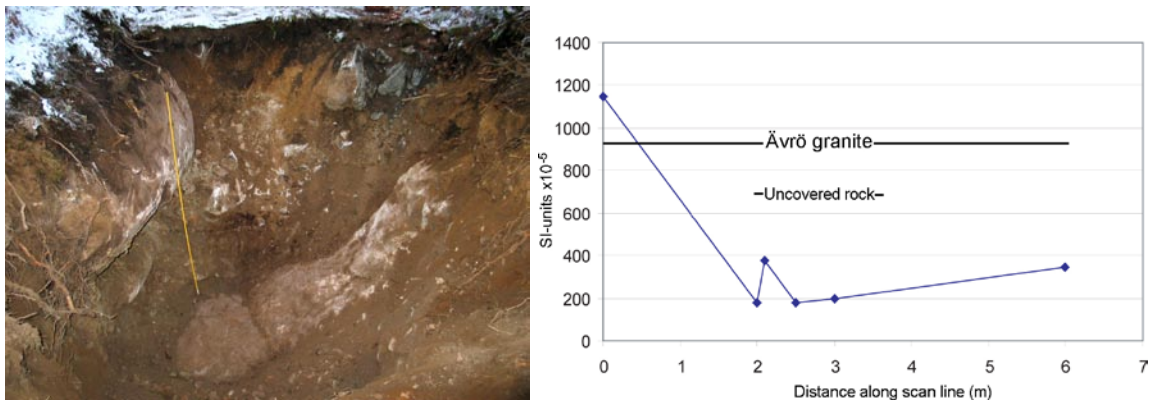 1400
1200
1000
800
600
400
200
0
SI-units x10⁻⁵
Ävrö granite
Uncovered rock
0 1 2 3 4 5 6 7
Distance along scan line (m)